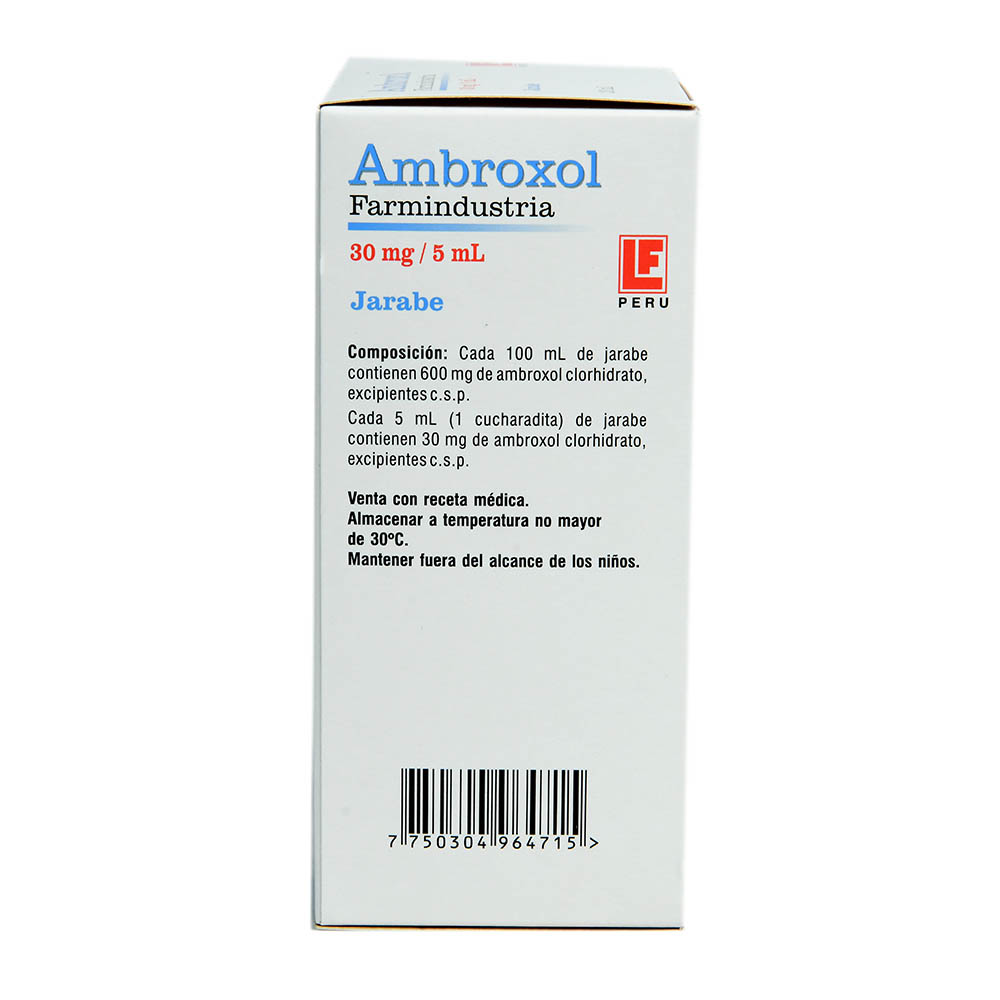 Ambroxol
Farmindustria
30 mg / 5 mL
LF
PERU
Jarabe
Composición: Cada 100 mL de jarabe
contienen 600 mg de ambroxol clorhidrato,
excipientes c.s.p.
Cada 5 mL (1 cucharadita) de jarabe
contienen 30 mg de ambroxol clorhidrato,
excipientes c.s.p.
Venta con receta médica.
Almacenar a temperatura no mayor
de 30ºC.
Mantener fuera del alcance de los niños.
7 750304 964715 >